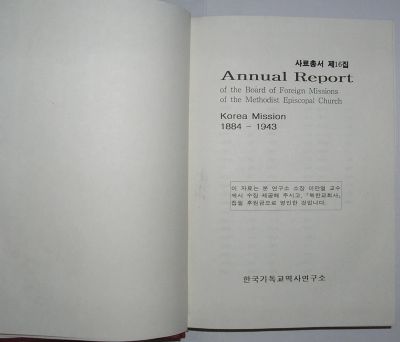 사료총서 제16집
Annual Report
of the Board of Foreign Missions
of the Methodist Episcopal Church
Korea Mission
1884 - 1943
이 자료는 본 연구소 소장 이만열 교수
께서 수집·제공해 주시고, 「북한교회사」
집필 후원금으로 영인한 것입니다.
한국기독교역사연구소